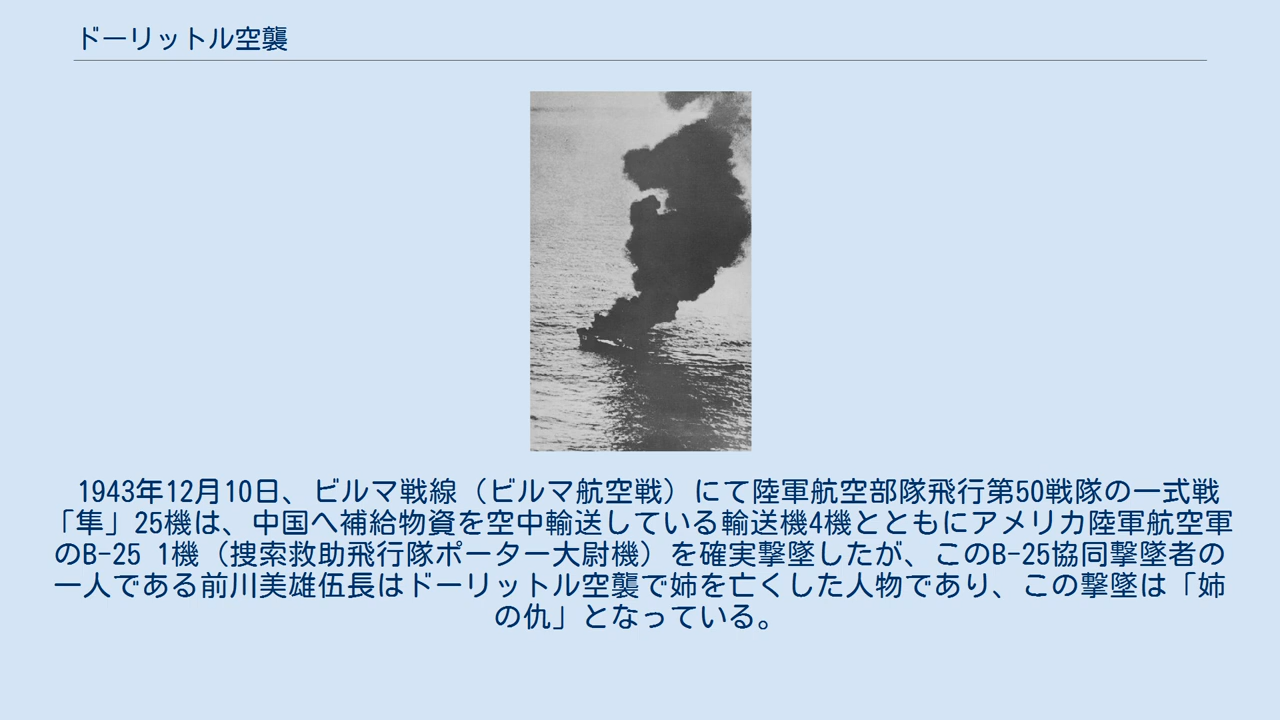 ドーリットル空襲
1943年12月10日、ビルマ戦線（ビルマ航空戦）にて陸軍航空部隊飛行第50戦隊の一式戦
「隼」25機は、中国へ補給物資を空中輸送している輸送機4機とともにアメリカ陸軍航空軍
のB-25 1機（捜索救助飛行隊ポーター大尉機）を確実撃墜したが、このB-25協同撃墜者の
一人である前川美雄伍長はドーリットル空襲で姉を亡くした人物であり、この撃墜は「姉
の仇」となっている。